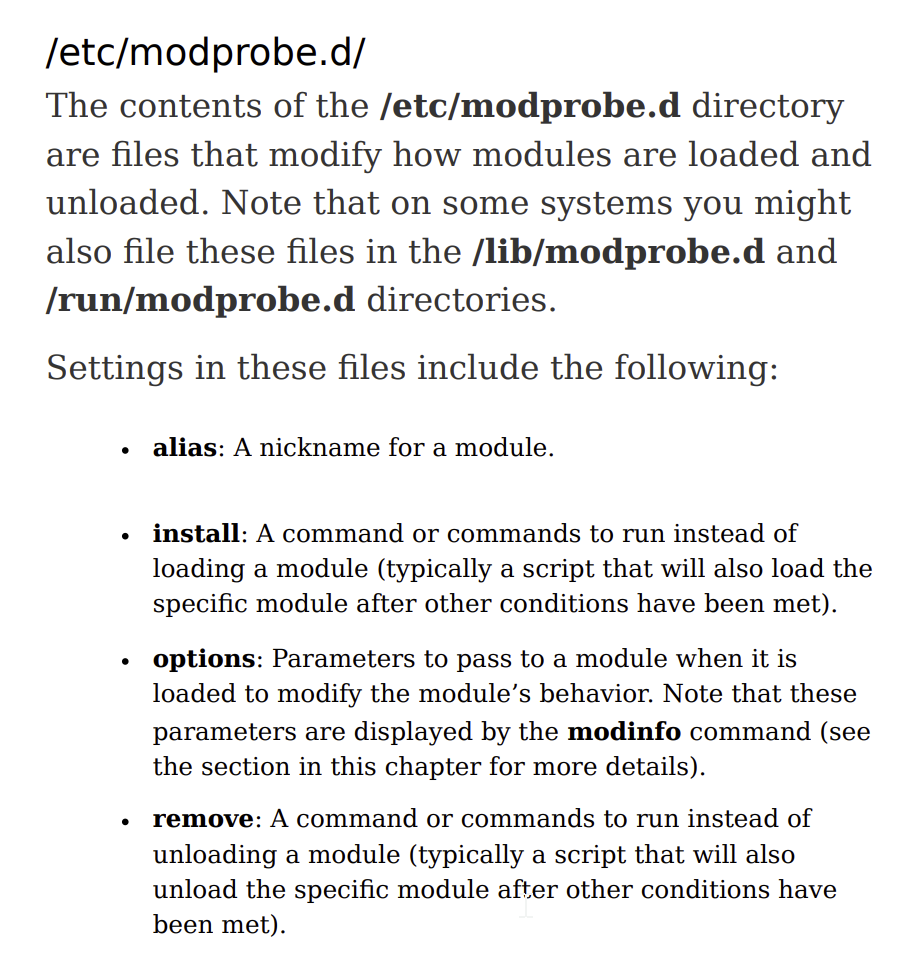 /etc/modprobe.d/
The contents of the /etc/modprobe.d directory
are files that modify how modules are loaded and
unloaded. Note that on some systems you might
also file these files in the /lib/modprobe.d and
/run/modprobe.d directories.
Settings in these files include the following:
• alias: A nickname for a module.
• install: A command or commands to run instead of
loading a module (typically a script that will also load the
specific module after other conditions have been met).
• options: Parameters to pass to a module when it is
loaded to modify the module’s behavior. Note that these
parameters are displayed by the modinfo command (see
the section in this chapter for more details).
• remove: A command or commands to run instead of
unloading a module (typically a script that will also
unload the specific module after other conditions have
been met).